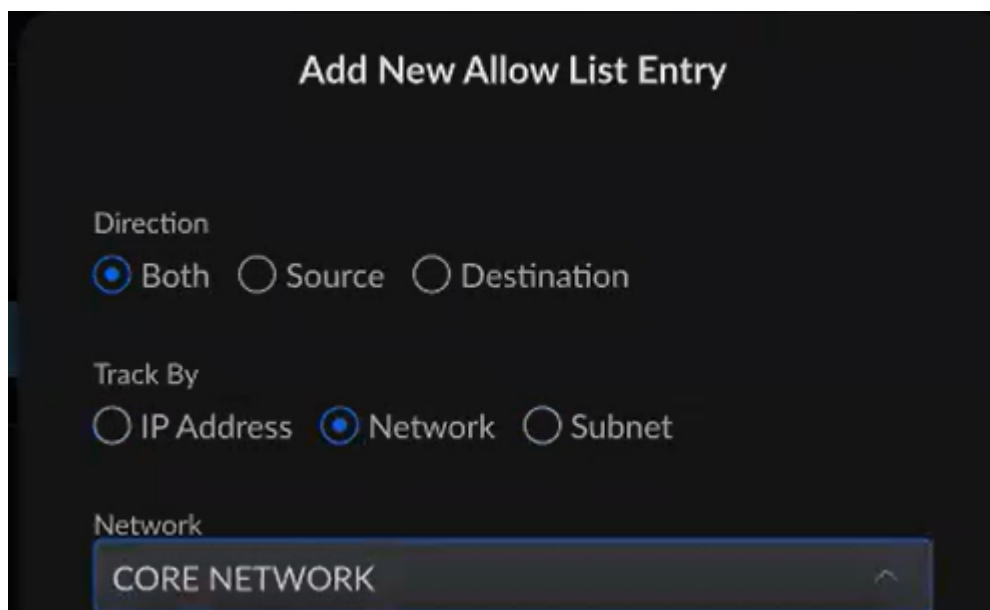 Add New Allow List Entry
Direction
Both Source Destination
Track By
IP Address Network Subnet
Network
CORE NETWORK